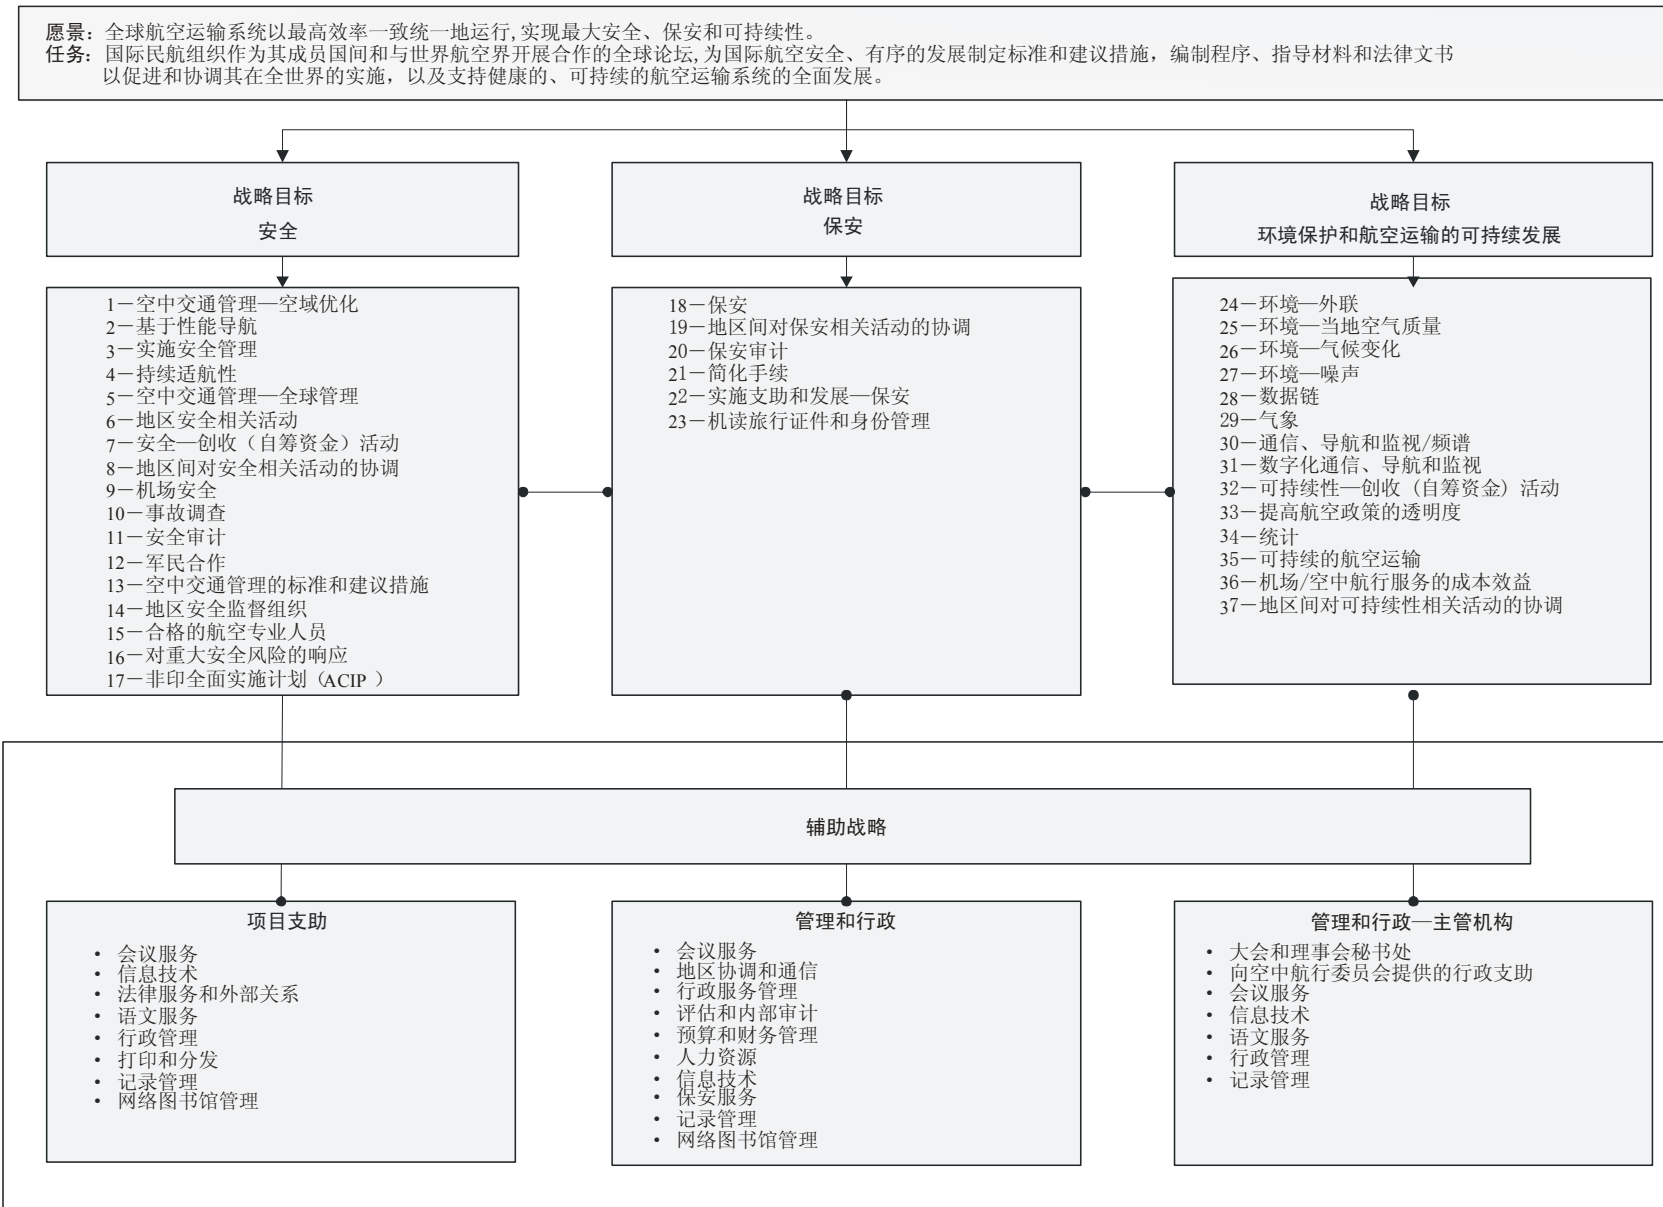 愿景：全球航空运输系统以最高效率一致统一地运行,实现最大安全、保安和可持续性。
任务：国际民航组织作为其成员国间和与世界航空界开展合作的全球论坛,为国际航空安全、有序的发展制定标准和建议措施，编制程序、指导材料和法律文书
以促进和协调其在全世界的实施，以及支持健康的、可持续的航空运输系统的全面发展。
战略目标
安全
战略目标
保安
战略目标
环境保护和航空运输的可持续发展
1－空中交通管理—空域优化
2－基于性能导航
3－实施安全管理
4－持续适航性
5－空中交通管理—全球管理
6－地区安全相关活动
7－安全—创收（自筹资金）活动
8－地区间对安全相关活动的协调
9－机场安全
10－事故调查
11－安全审计
12－军民合作
13－空中交通管理的标准和建议措施
14－地区安全监督组织
15－合格的航空专业人员
16－对重大安全风险的响应
17－非印全面实施计划（ACIP ）
18－保安
19－地区间对保安相关活动的协调
20－保安审计
21－简化手续
22－实施支助和发展—保安
23－机读旅行证件和身份管理
24－环境—外联
25－环境—当地空气质量
26－环境—气候变化
27－环境—噪声
28－数据链
29－气象
30－通信、导航和监视/频谱
31－数字化通信、导航和监视
32－可持续性—创收（自筹资金）活动
33－提高航空政策的透明度
34－统计
35－可持续的航空运输
36－机场/空中航行服务的成本效益
37－地区间对可持续性相关活动的协调
辅助战略
项目支助
• 会议服务
• 信息技术
• 法律服务和外部关系
• 语文服务
• 行政管理
• 打印和分发
• 记录管理
• 网络图书馆管理
管理和行政
• 会议服务
• 地区协调和通信
• 行政服务管理
• 评估和内部审计
• 预算和财务管理
• 人力资源
• 信息技术
• 保安服务
• 记录管理
• 网络图书馆管理
管理和行政—主管机构
• 大会和理事会秘书处
• 向空中航行委员会提供的行政支助
• 会议服务
• 信息技术
• 语文服务
• 行政管理
• 记录管理